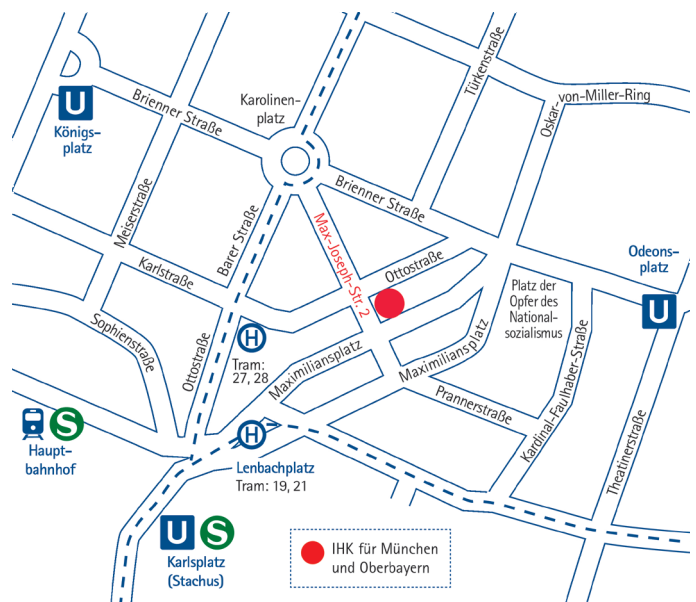 Türkenstraße
Oskar-von-Miller-Ring
U
Königs-
platz
Brienner Straße
Karolinen-
platz
Brienner Straße
Meiserstraße
Barer Straße
Max-Joseph-Str. 2
Ottostraße
Karlstraße
Odeons-
platz
U
Platz der
Opfer des
National-
sozialismus
Sophienstraße
Ottostraße
H
Tram:
27, 28
Maximiliansplatz
Maximiliansplatz
Prannerstraße
Kardinal-Faulhaber-Straße
Theatinerstraße
S
Haupt-
bahnhof
H
Lenbachplatz
Tram: 19, 21
U S
Karlsplatz
(Stachus)
IHK für München
und Oberbayern